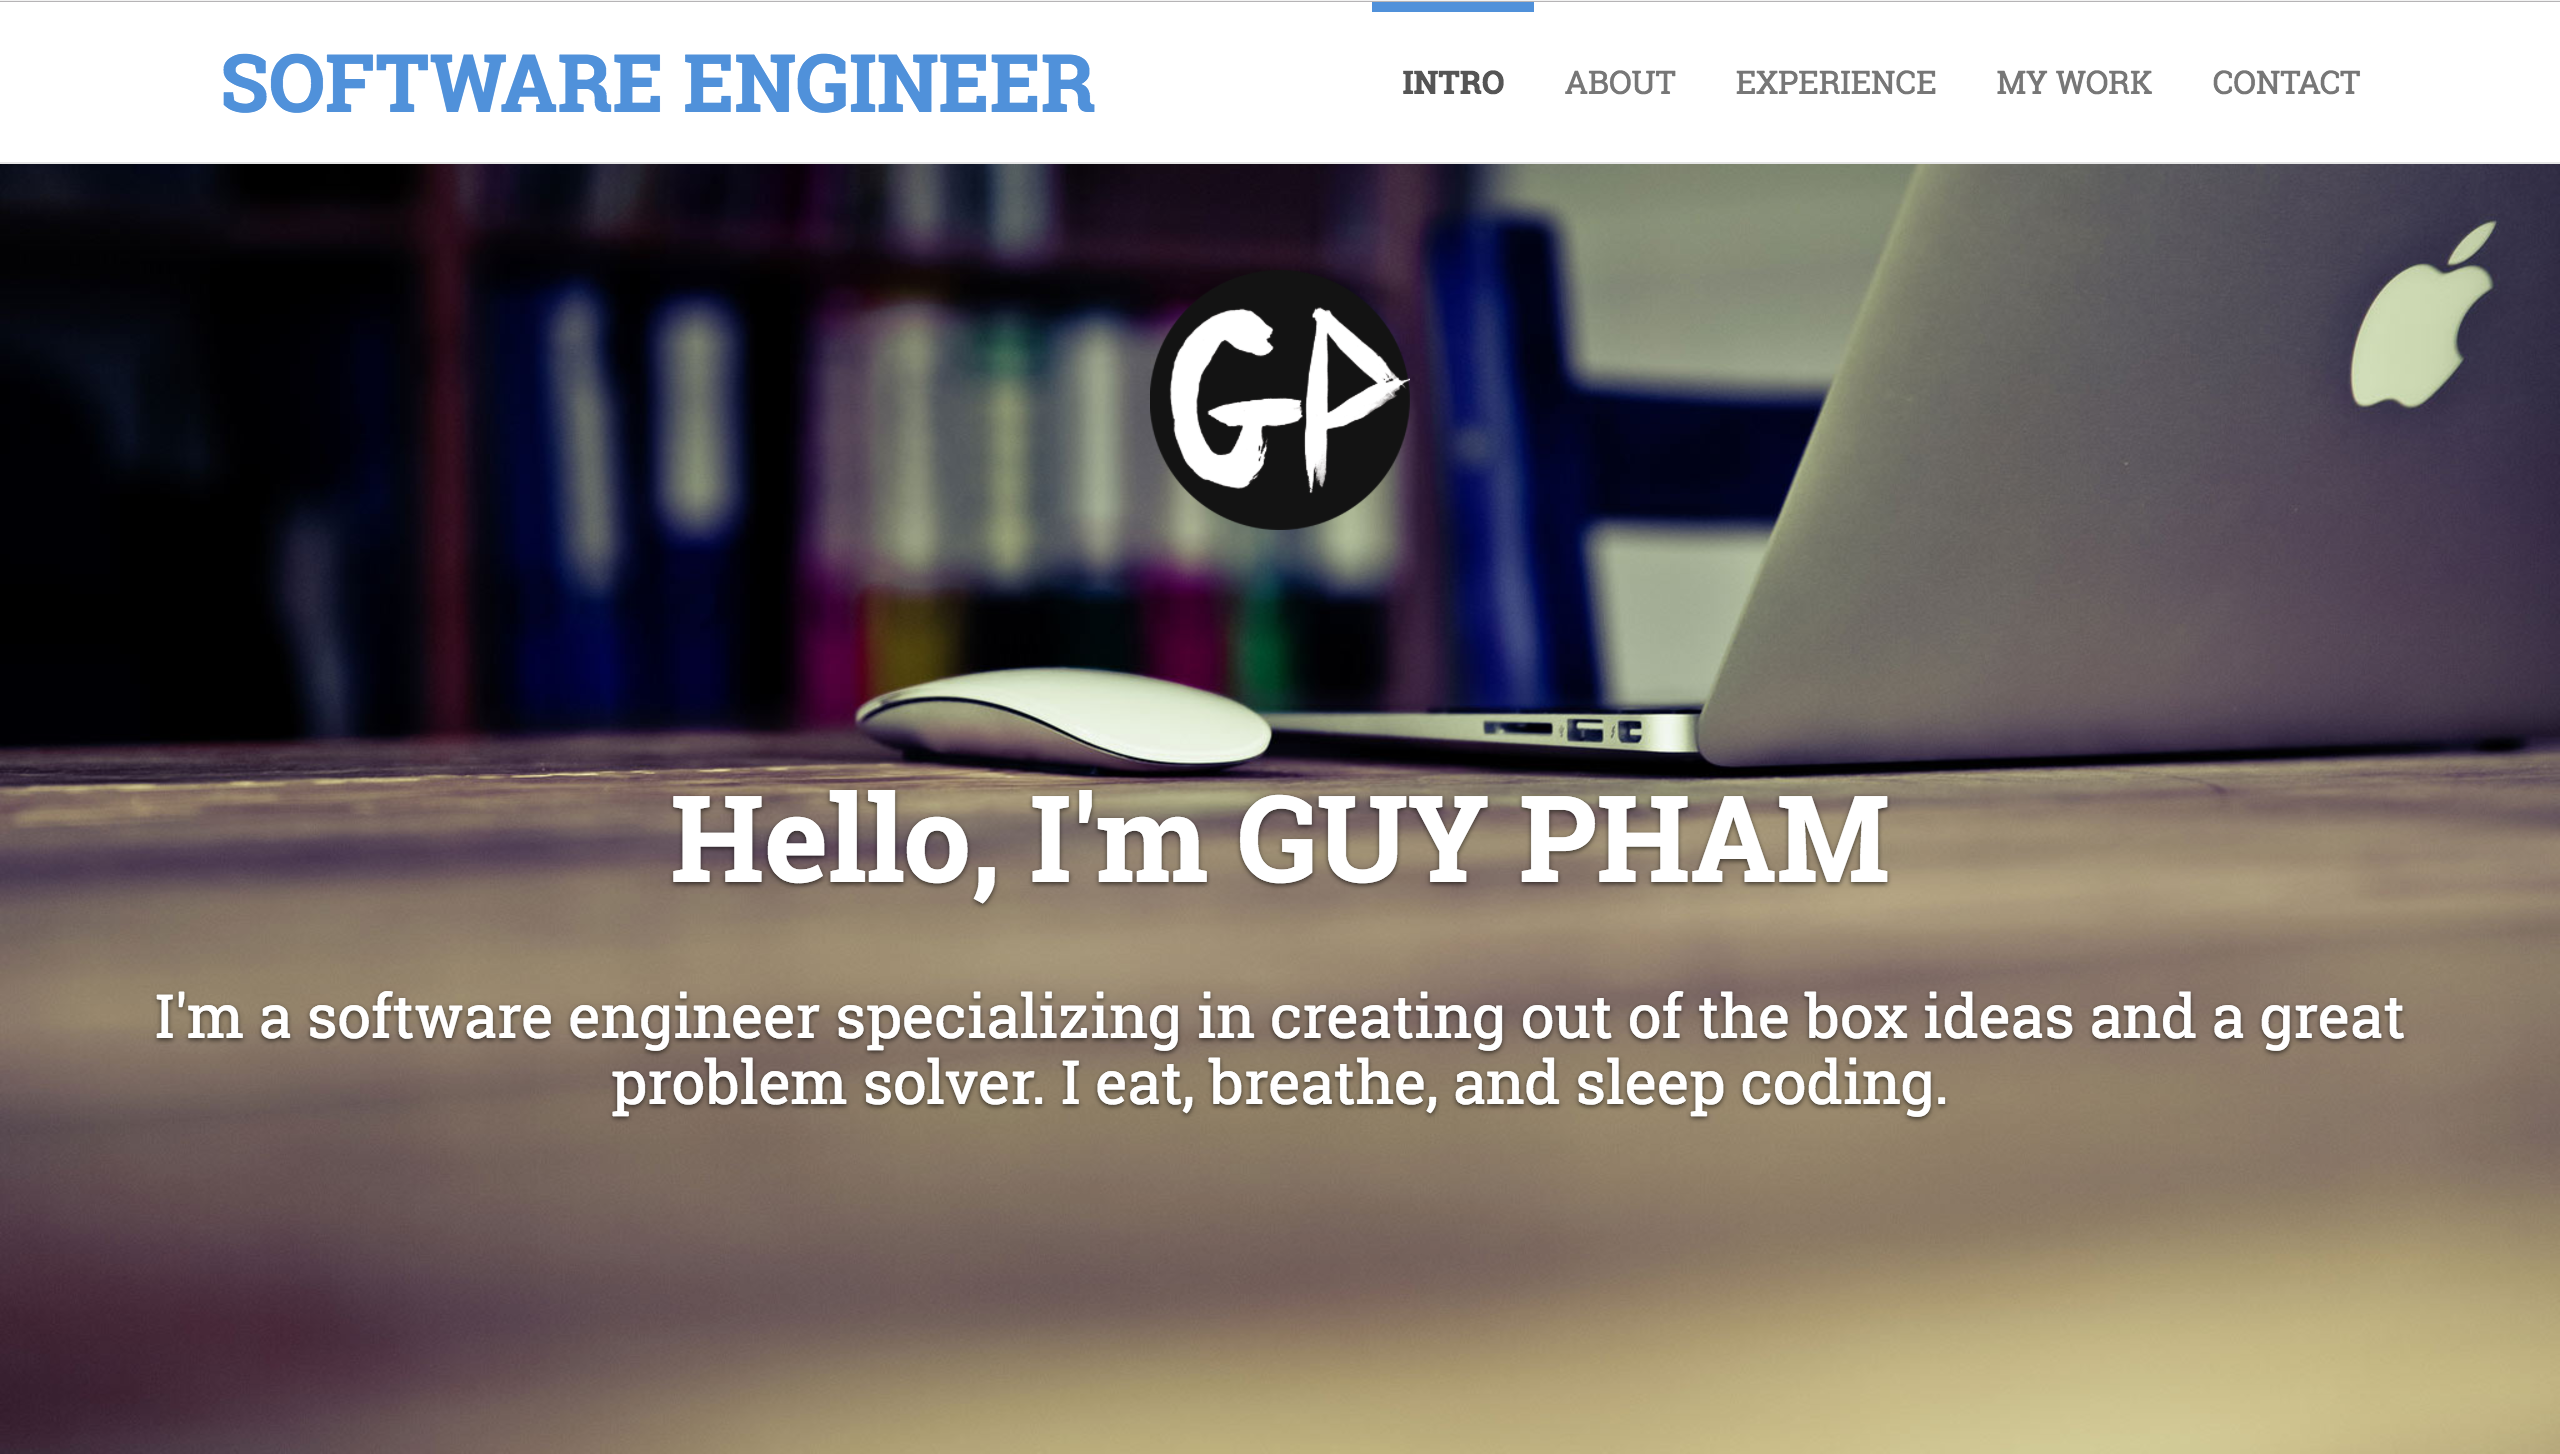 SOFTWARE ENGINEER
INTRO ABOUT EXPERIENCE MY WORK CONTACT
GP
Hello, I'm GUY PHAM
I'm a software engineer specializing in creating out of the box ideas and a great
problem solver. I eat, breathe, and sleep coding.